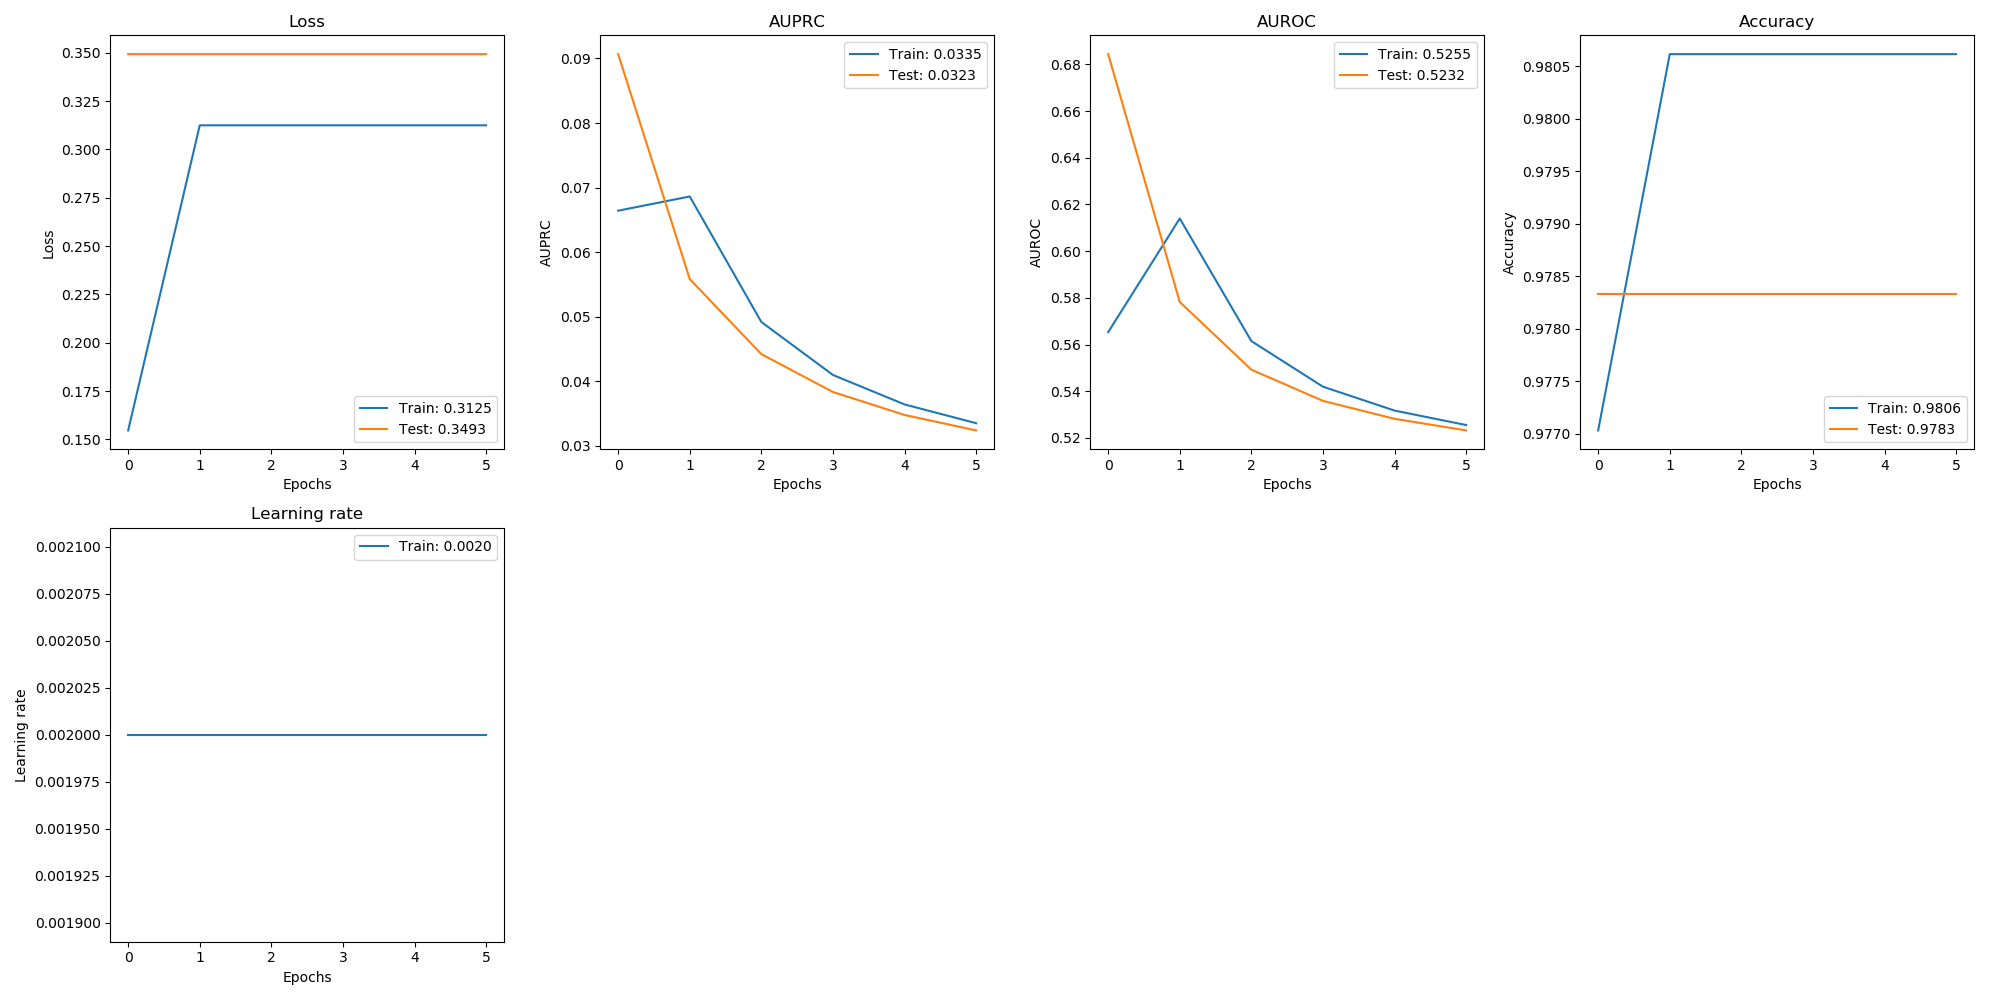 Loss
0.350
0.325
0.300
0.275
0.250
0.225
0.200
0.175
0.150
Loss
Train: 0.3125
Test: 0.3493
0 1 2 3 4 5
Epochs
AUPRC
0.09
0.08
0.07
0.06
0.05
0.04
0.03
AUPRC
Train: 0.0335
Test: 0.0323
0 1 2 3 4 5
Epochs
AUROC
0.68
0.66
0.64
0.62
0.60
0.58
0.56
0.54
0.52
AUROC
Train: 0.5255
Test: 0.5232
0 1 2 3 4 5
Epochs
Accuracy
0.9805
0.9800
0.9795
0.9790
0.9785
0.9780
0.9775
0.9770
Accuracy
Train: 0.9806
Test: 0.9783
0 1 2 3 4 5
Epochs
Learning rate
0.002100
0.002075
0.002050
0.002025
0.002000
0.001975
0.001950
0.001925
0.001900
Learning rate
Train: 0.0020
0 1 2 3 4 5
Epochs